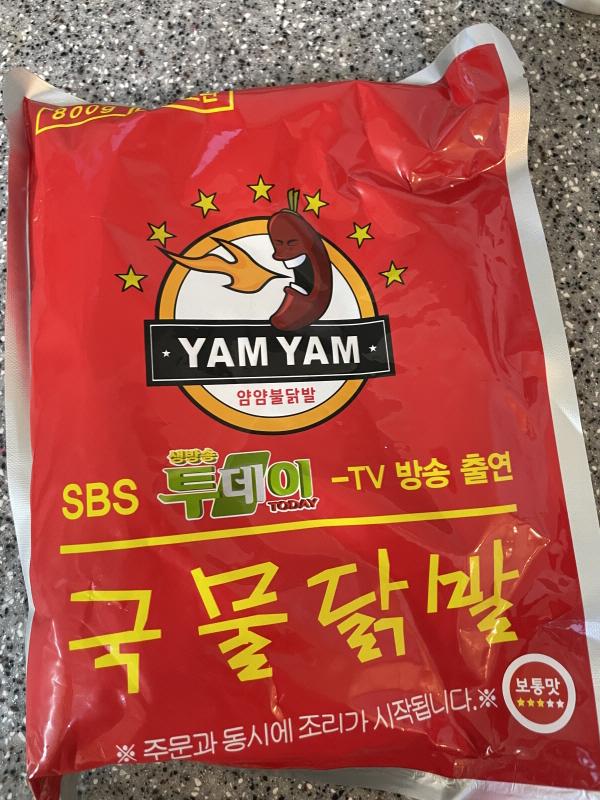 800g
YAM YAM
얌얌불닭발
SBS 생방송 투데이 TODAY -TV 방송 출연
국물닭발
보통맛
※ 주문과 동시에 조리가 시작됩니다.※